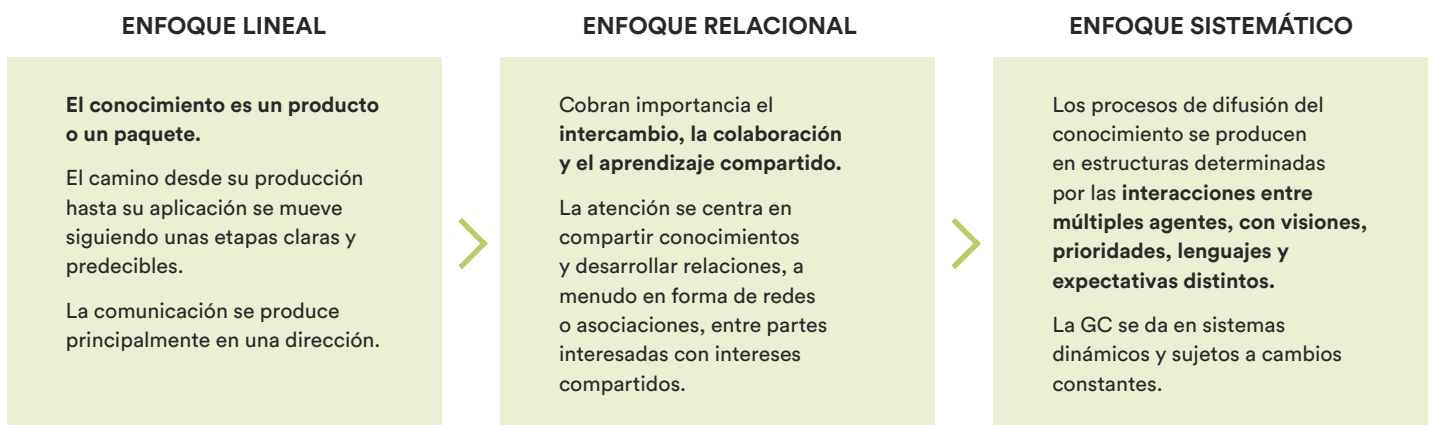 ENFOQUE LINEAL
El conocimiento es un producto
o un paquete.
El camino desde su producción
hasta su aplicación se mueve
siguiendo unas etapas claras y
predecibles.
La comunicación se produce
principalmente en una dirección.
ENFOQUE RELACIONAL
Cobran importancia el
intercambio, la colaboración
y el aprendizaje compartido.
La atención se centra en
compartir conocimientos
y desarrollar relaciones, a
menudo en forma de redes
o asociaciones, entre partes
interesadas con intereses
compartidos.
ENFOQUE SISTEMÁTICO
Los procesos de difusión del
conocimiento se producen
en estructuras determinadas
por las interacciones entre
múltiples agentes, con visiones,
prioridades, lenguajes y
expectativas distintos.
La GC se da en sistemas
dinámicos y sujetos a cambios
constantes.